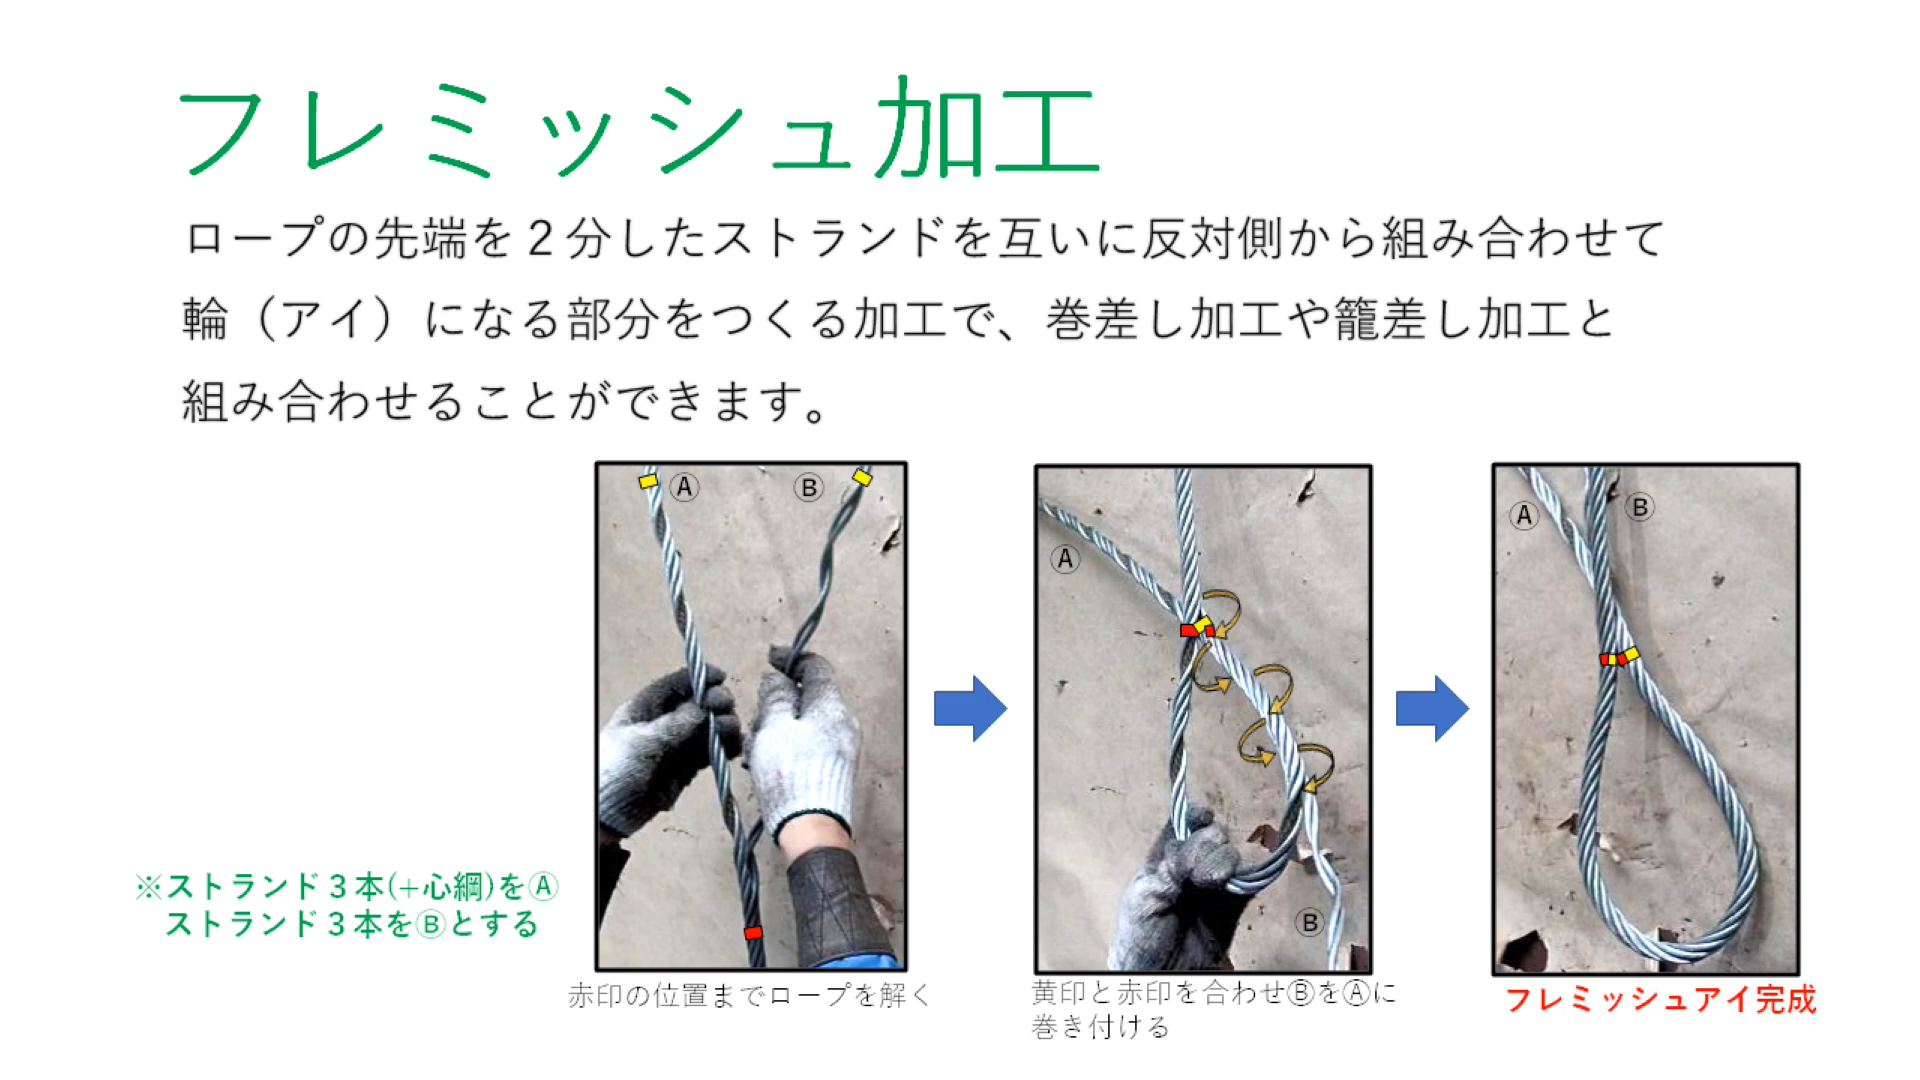 フレミッシュ加工
ロープの先端を２分したストランドを互いに反対側から組み合わせて
輪（アイ）になる部分をつくる加工で、巻差し加工や籠差し加工と
組み合わせることができます。
Ⓐ Ⓑ
Ⓐ
Ⓑ
Ⓐ Ⓑ
※ストランド３本(+心綱)をⒶ
ストランド３本をⒷとする
赤印の位置までロープを解く
黄印と赤印を合わせⒷをⒶに
巻き付ける
フレミッシュアイ完成